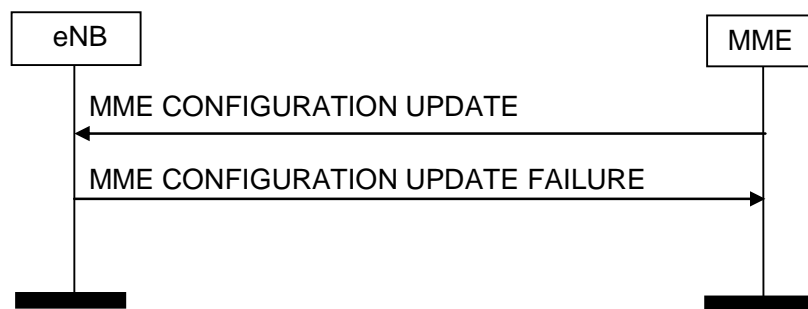 eNB
MME
MME CONFIGURATION UPDATE
MME CONFIGURATION UPDATE FAILURE